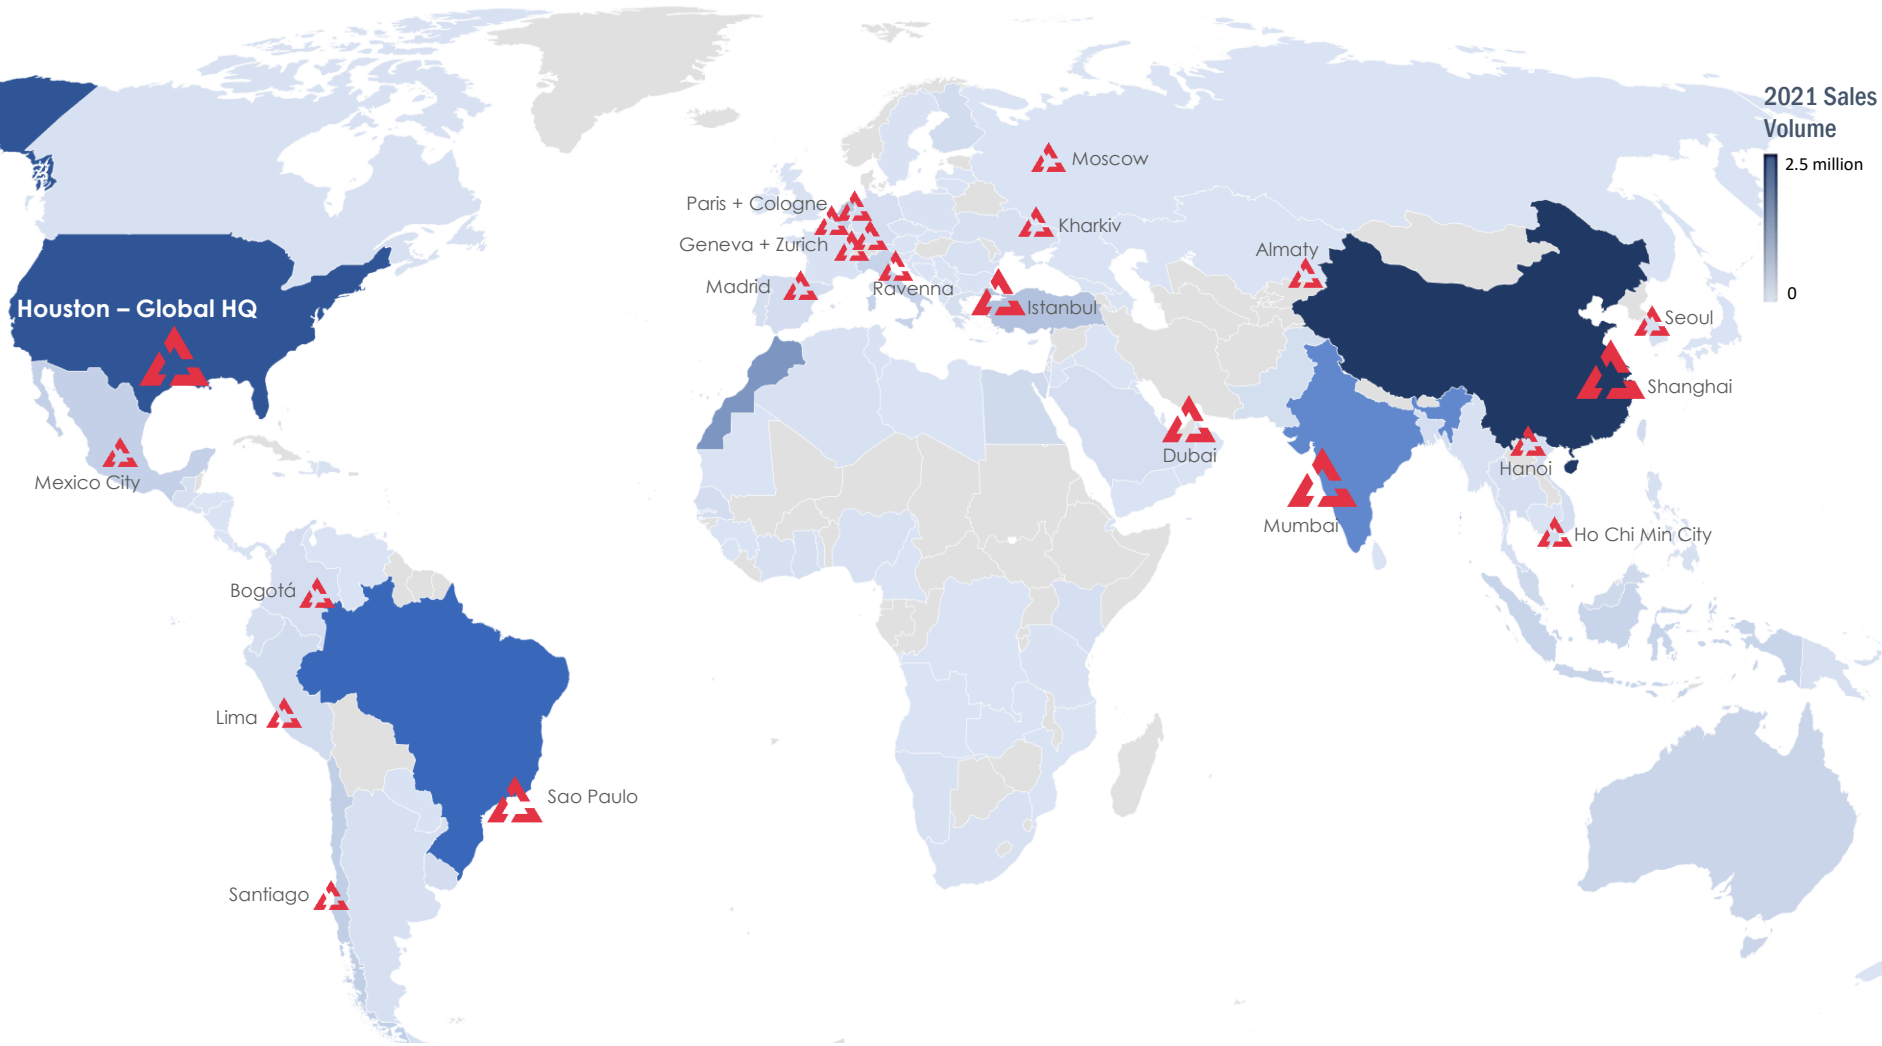 2021 Sales
Volume
2.5 million
0
Moscow
Paris + Cologne
Kharkiv
Geneva + Zurich
Almaty
Madrid
Ravenna
Istanbul
Houston – Global HQ
Seoul
Shanghai
Mexico City
Dubai
Hanoi
Mumbai
Ho Chi Min City
Bogotá
Lima
Sao Paulo
Santiago